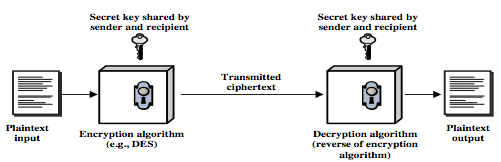 Secret key shared by
sender and recipient
Secret key shared by
sender and recipient
Transmitted
ciphertext
Plaintext
input
Encryption algorithm
(e.g., DES)
Decryption algorithm
(reverse of encryption
algorithm)
Plaintext
output